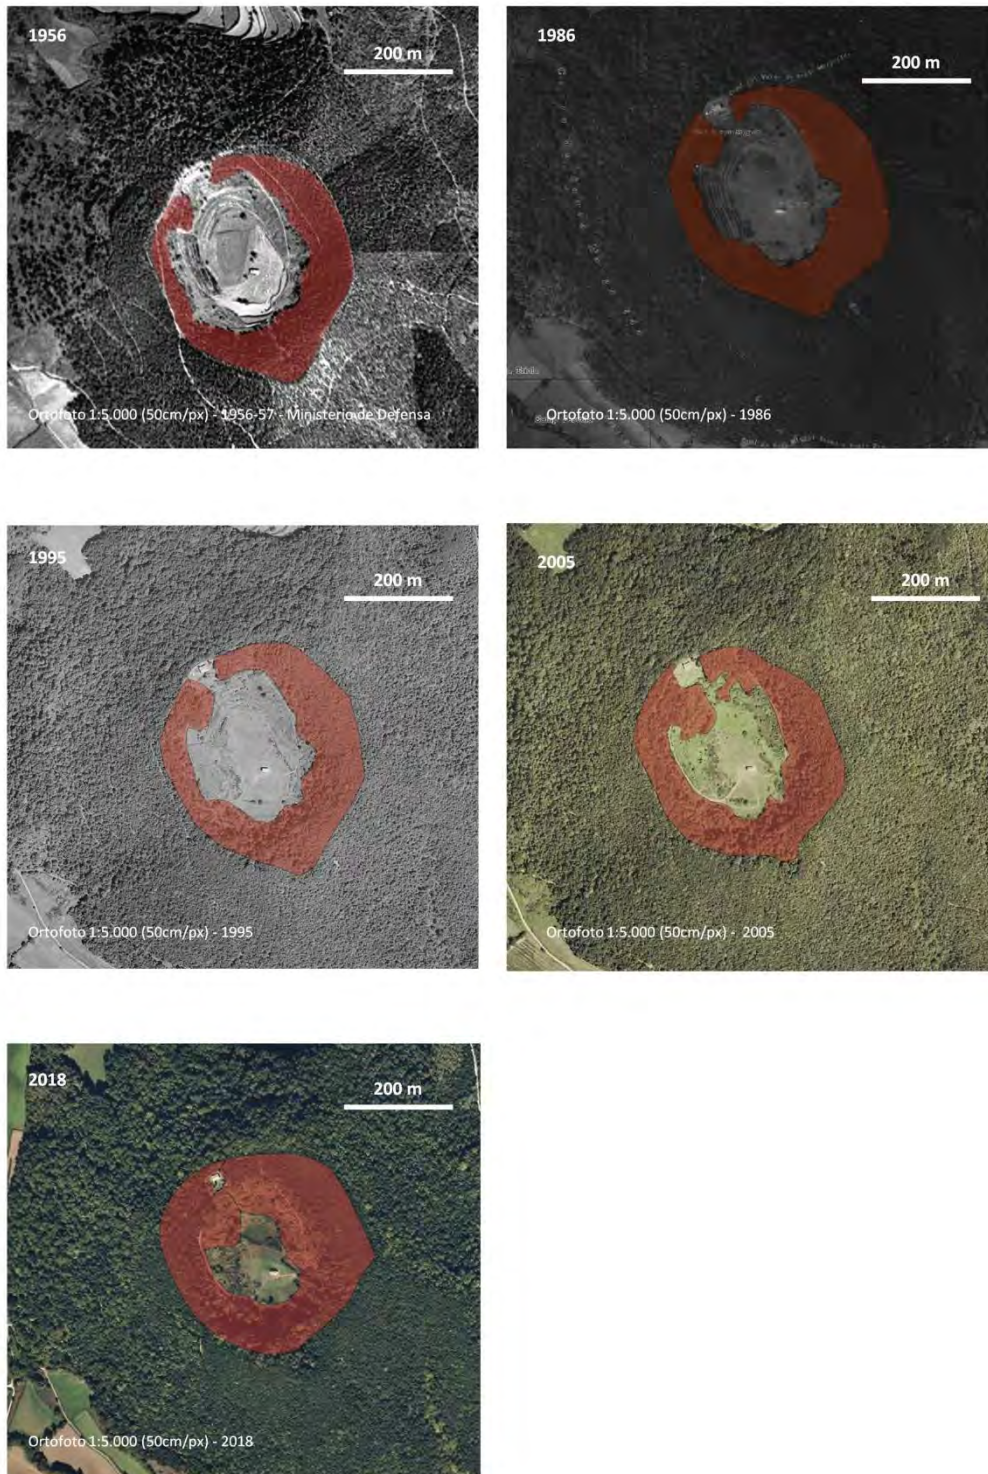 1956
200 m
Ortofoto 1:5.000 (50cm/px) - 1956-57 - Ministerio de Defensa
1986
200 m
Ortofoto 1:5.000 (50cm/px) - 1986
1995
200 m
Ortofoto 1:5.000 (50cm/px) - 1995
2005
200 m
Ortofoto 1:5.000 (50cm/px) - 2005
2018
200 m
Ortofoto 1:5.000 (50cm/px) - 2018